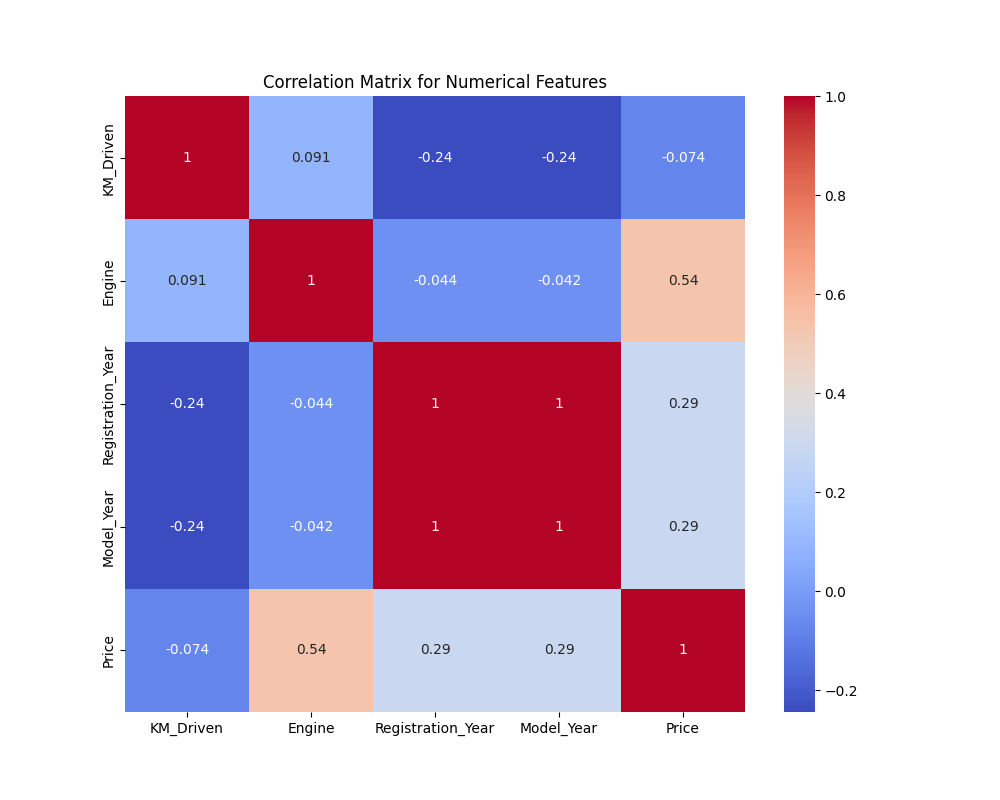 Correlation Matrix for Numerical Features
KM_Driven
1
0.091
-0.24
-0.24
-0.074
Engine
0.091
1
-0.044
-0.042
0.54
Registration_Year
-0.24
-0.044
1
1
0.29
Model_Year
-0.24
-0.042
1
1
0.29
Price
-0.074
0.54
0.29
0.29
1
KM_Driven
Engine
Registration_Year
Model_Year
Price
1.0
0.8
0.6
0.4
0.2
0.0
−0.2